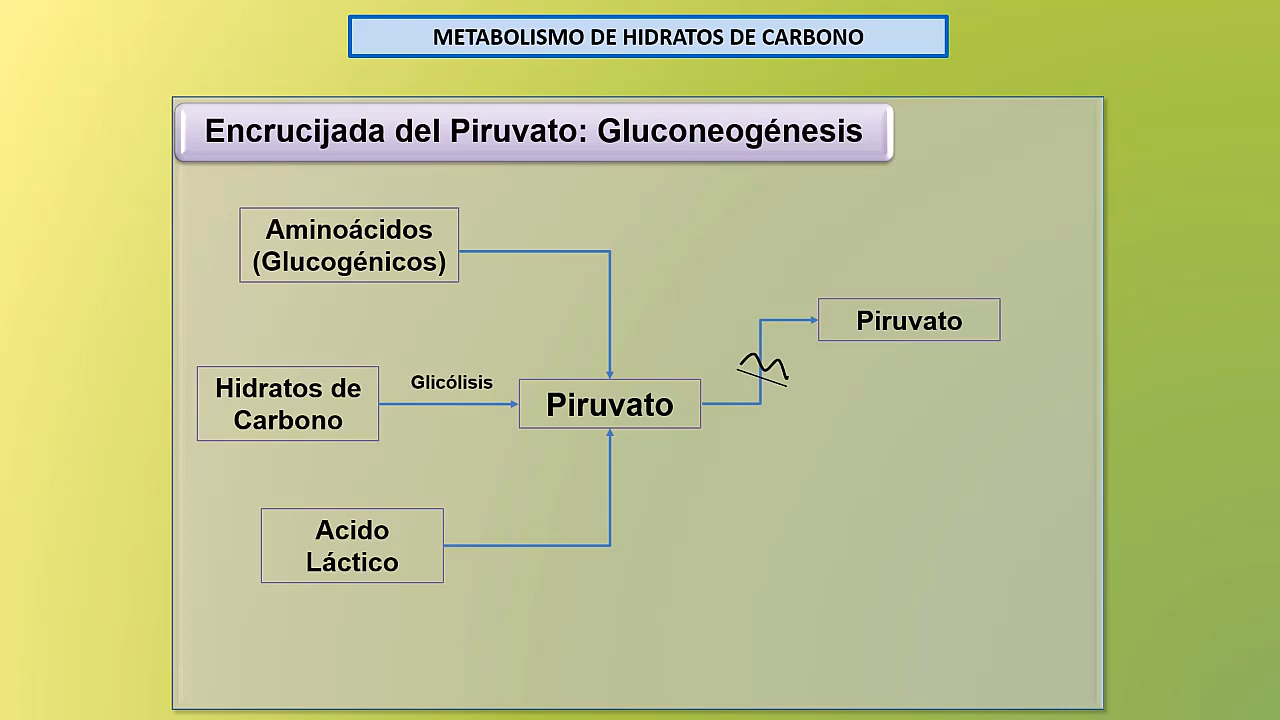 METABOLISMO DE HIDRATOS DE CARBONO
Encrucijada del Piruvato: Gluconeogénesis
Aminoácidos
(Glucogénicos)
Piruvato
Hidratos de
Carbono
Glicólisis
Piruvato
Acido
Láctico